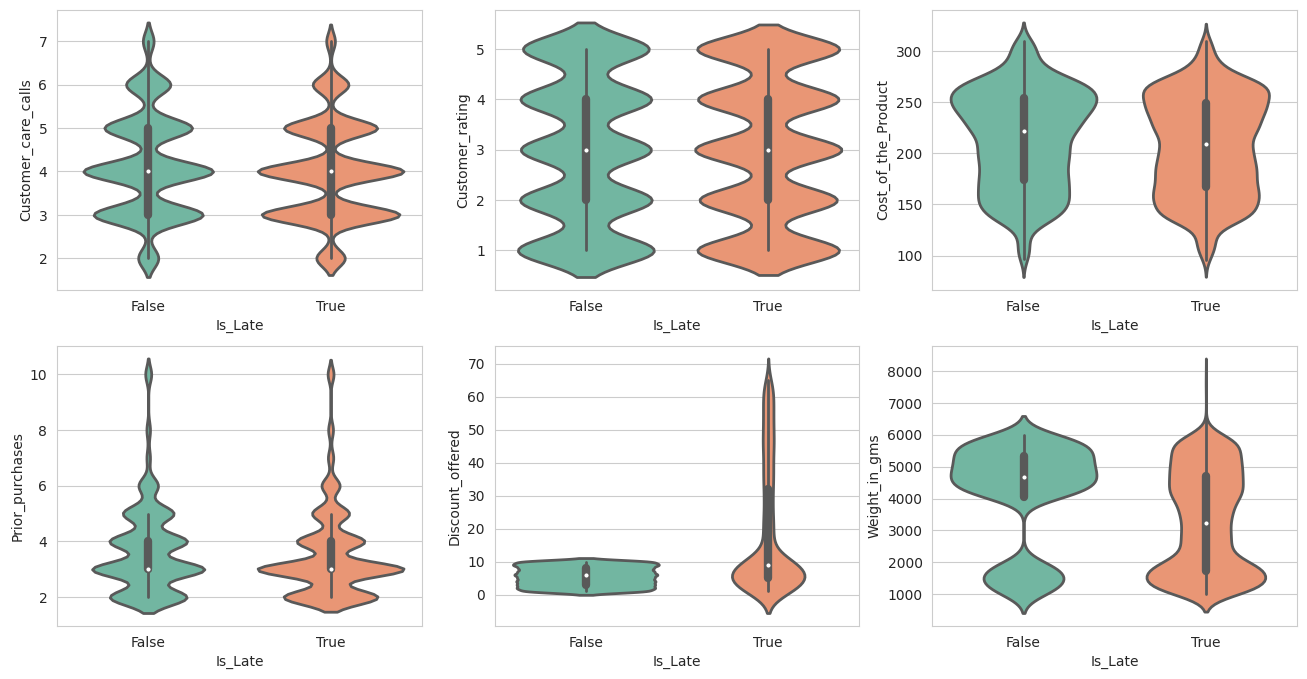 Customer_care_calls
7
6
5
4
3
2
False
True
Is_Late
Customer_rating
5
4
3
2
1
False
True
Is_Late
Cost_of_the_Product
300
250
200
150
100
False
True
Is_Late
Prior_purchases
10
8
6
4
2
False
True
Is_Late
Discount_offered
70
60
50
40
30
20
10
0
False
True
Is_Late
Weight_in_gms
8000
7000
6000
5000
4000
3000
2000
1000
False
True
Is_Late